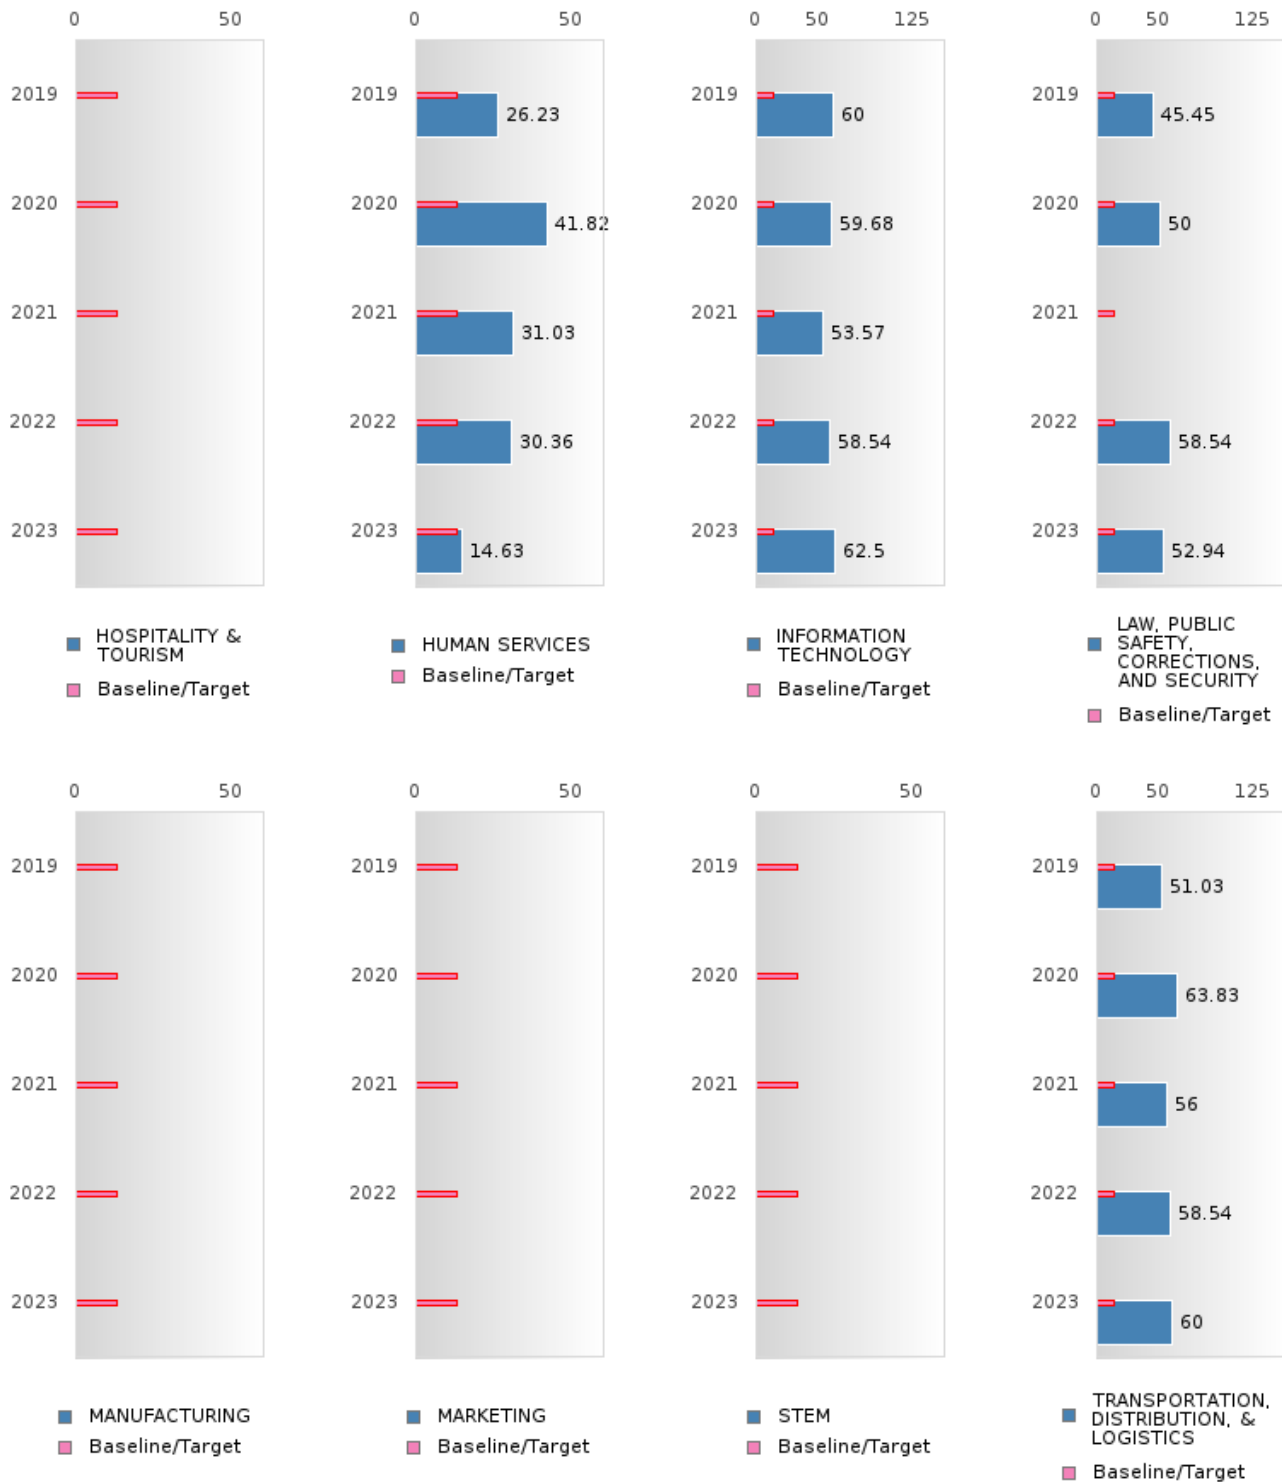 0 50
2019
2020
2021
2022
2023
HOSPITALITY &
TOURISM
Baseline/Target
0 50
2019 26.23
2020 41.82
2021 31.03
2022 30.36
2023 14.63
HUMAN SERVICES
Baseline/Target
0 50 125
2019 60
2020 59.68
2021 53.57
2022 58.54
2023 62.5
INFORMATION
TECHNOLOGY
Baseline/Target
0 50 125
2019 45.45
2020 50
2021
2022 58.54
2023 52.94
LAW, PUBLIC
SAFETY,
CORRECTIONS,
AND SECURITY
Baseline/Target
0 50
2019
2020
2021
2022
2023
MANUFACTURING
Baseline/Target
0 50
2019
2020
2021
2022
2023
MARKETING
Baseline/Target
0 50
2019
2020
2021
2022
2023
STEM
Baseline/Target
0 50 125
2019 51.03
2020 63.83
2021 56
2022 58.54
2023 60
TRANSPORTATION,
DISTRIBUTION, &
LOGISTICS
Baseline/Target